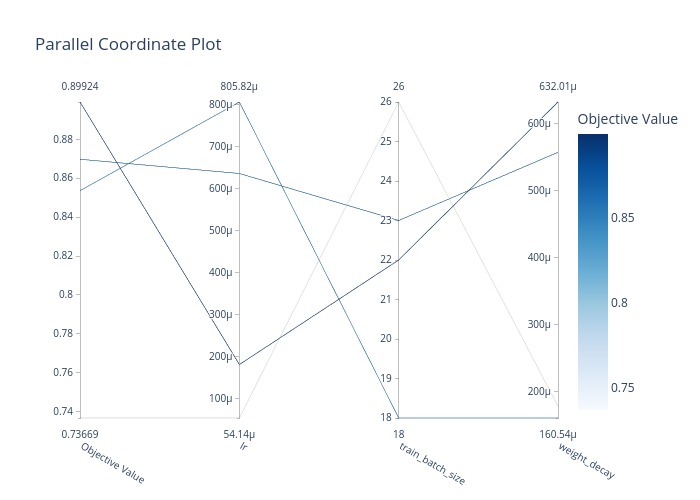 Parallel Coordinate Plot
0.89924
805.82µ
26
632.01µ
0.88
0.86
0.84
0.82
0.8
0.78
0.76
0.74
0.73669
Objective Value
800µ
700µ
600µ
500µ
400µ
300µ
200µ
100µ
54.14µ
lr
26
25
24
23
22
21
20
19
18
18
train_batch_size
600µ
500µ
400µ
300µ
200µ
160.54µ
weight_decay
Objective Value
0.85
0.8
0.75